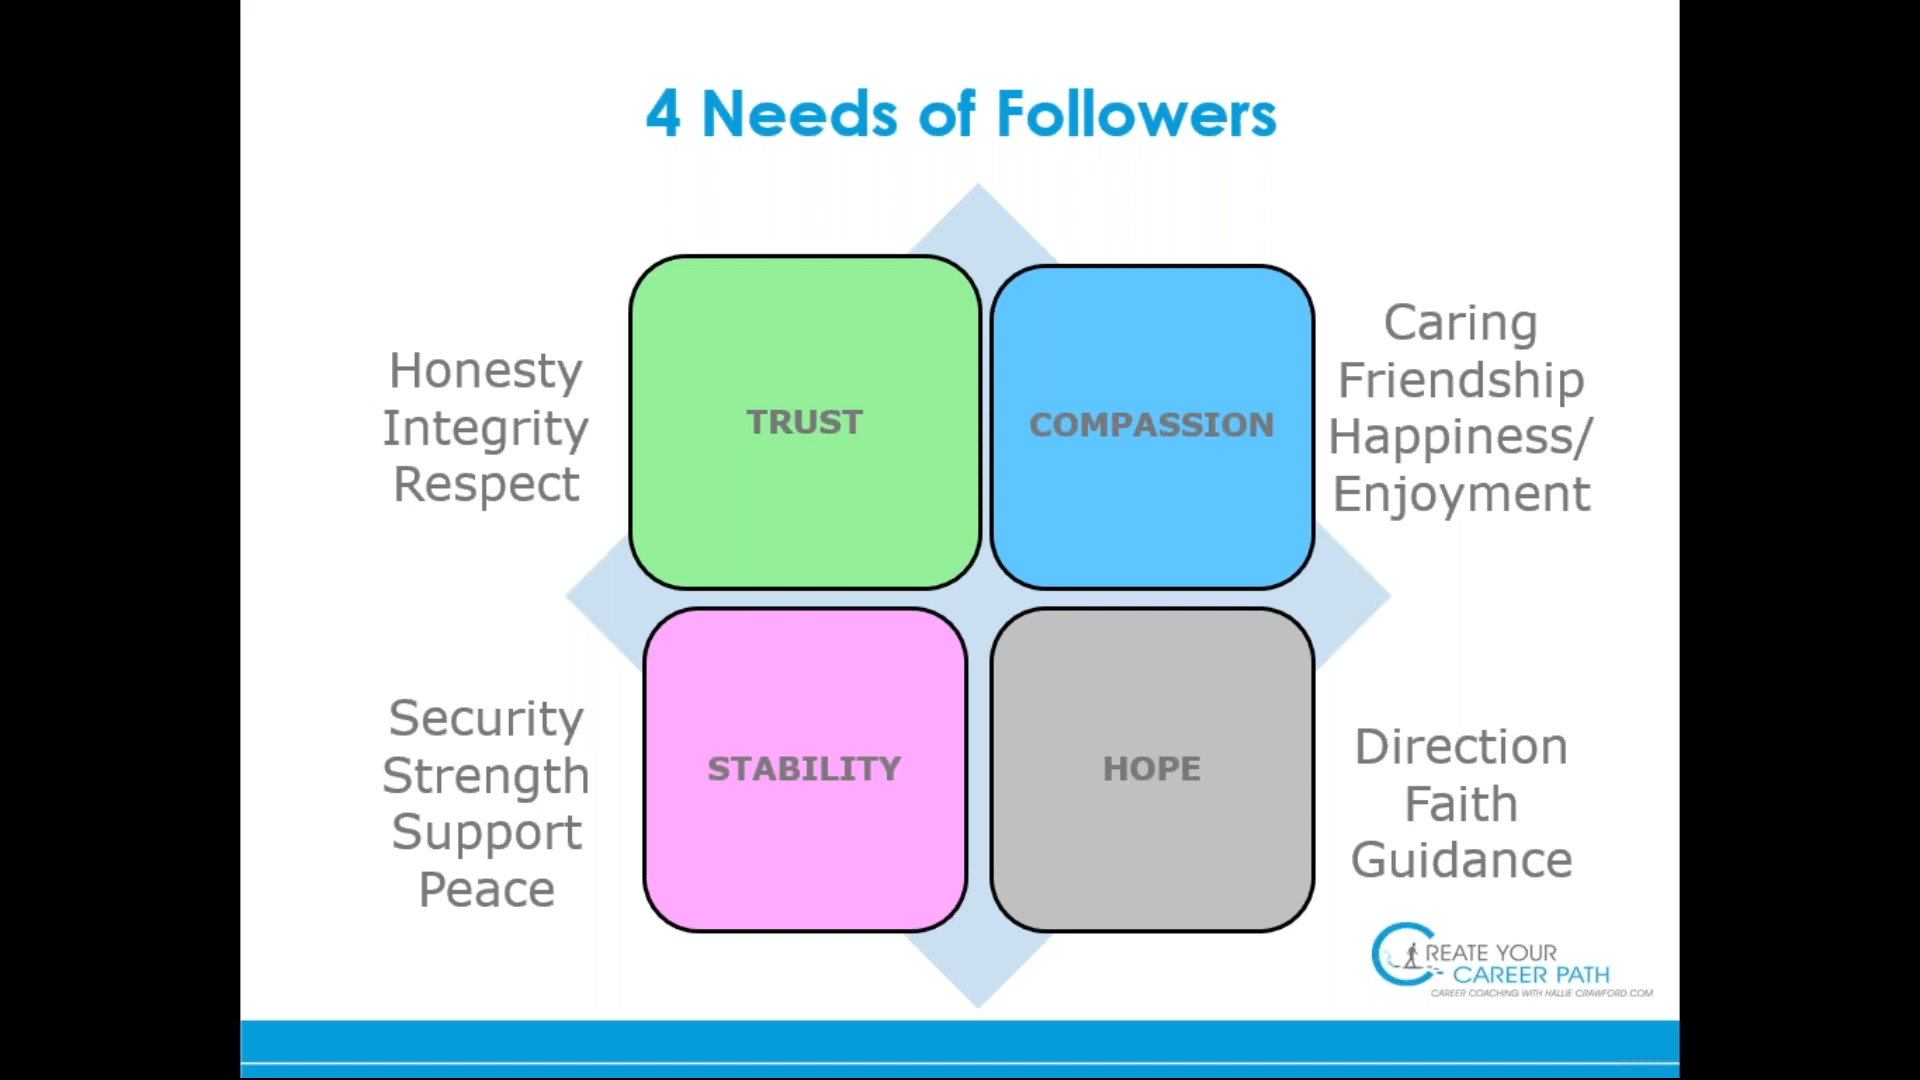 4 Needs of Followers
Honesty
Integrity
Respect
TRUST
COMPASSION
Caring
Friendship
Happiness/
Enjoyment
Security
Strength
Support
Peace
STABILITY
HOPE
Direction
Faith
Guidance
CREATE YOUR
CAREER PATH
CAREER COACHING WITH HALLIE CRAWFORD.COM